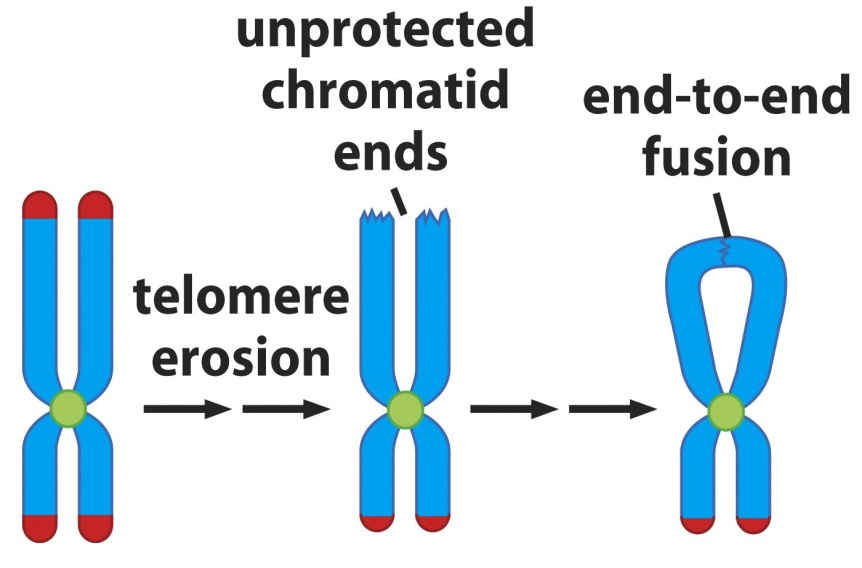 unprotected
chromatid
ends
end-to-end
fusion
telomere
erosion